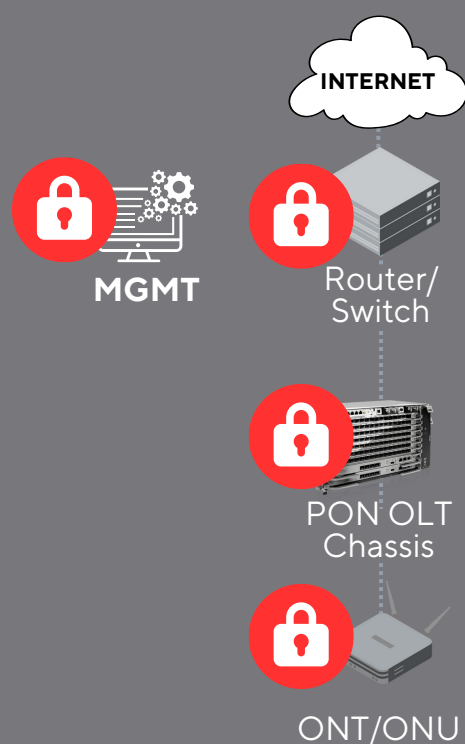 INTERNET
MGMT
Router/
Switch
PON OLT
Chassis
ONT/ONU